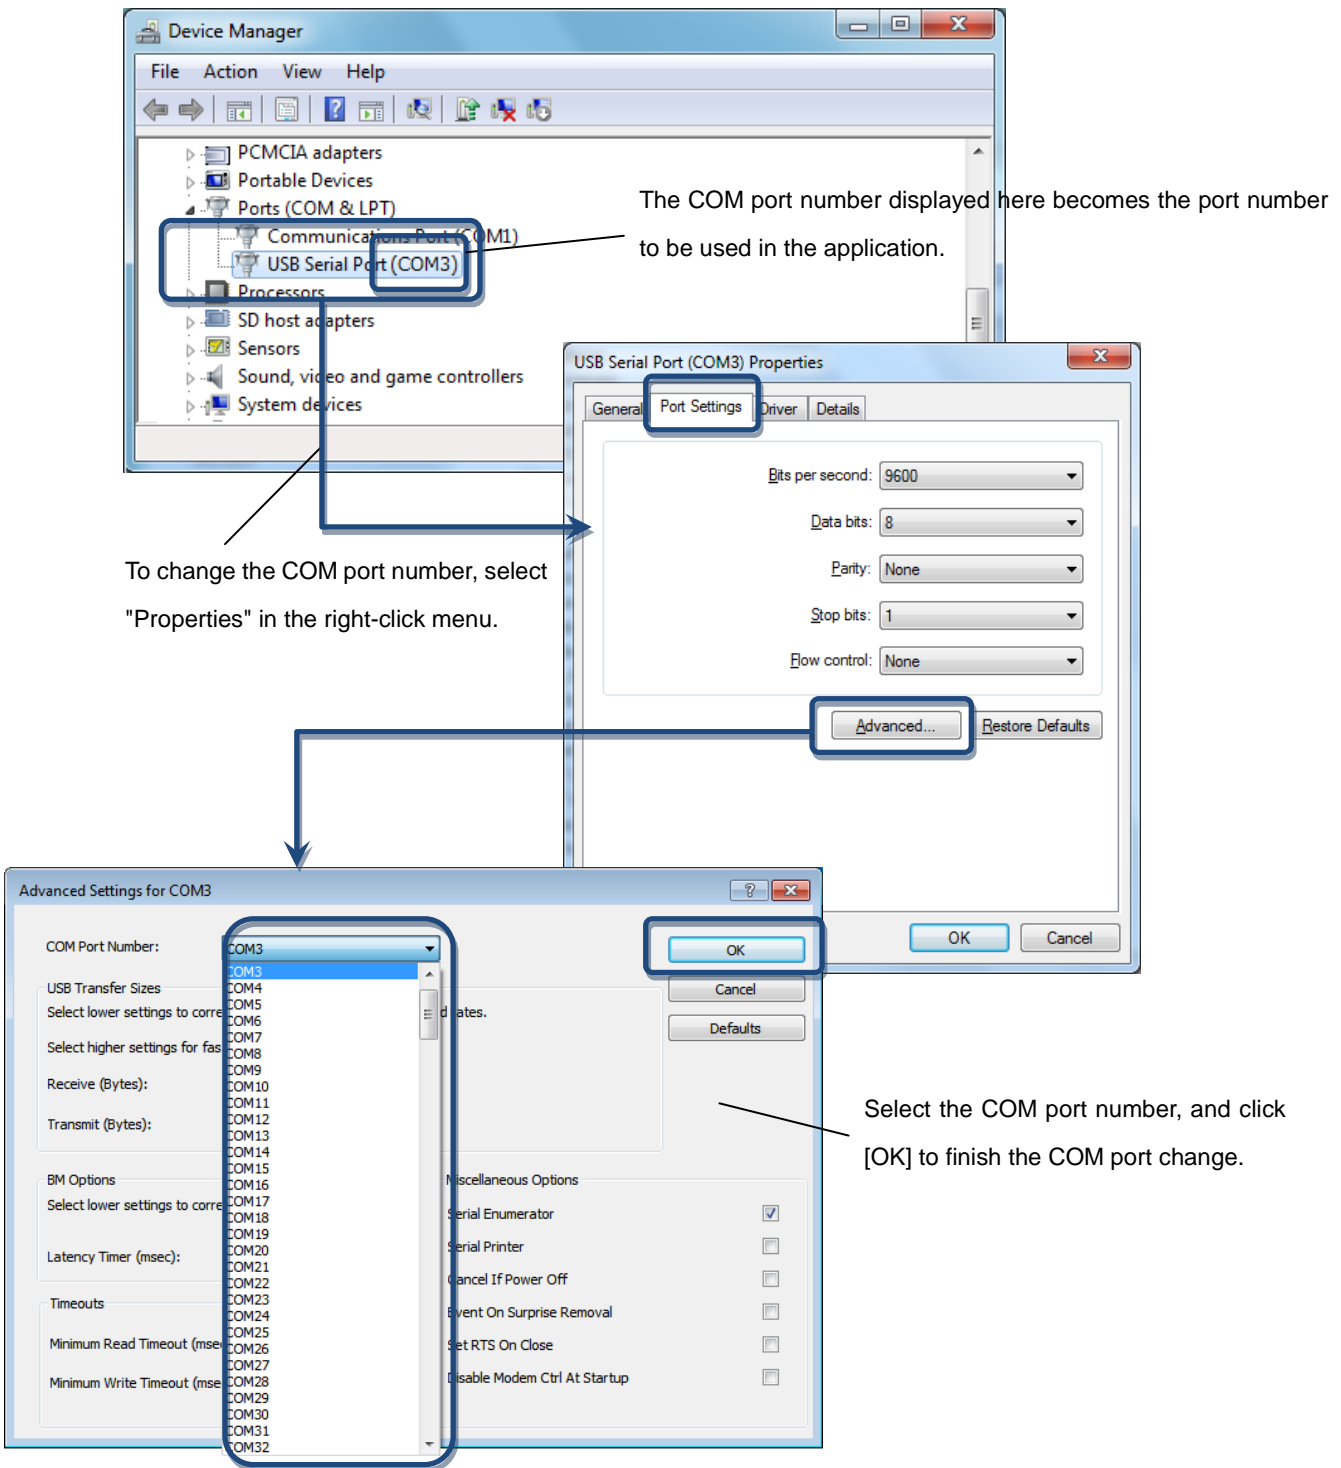 Device Manager
File Action View Help
PCMCIA adapters
Portable Devices
Ports (COM & LPT)
Communications Port (COM1)
USB Serial Port (COM3)
Processors
SD host adapters
Sensors
Sound, video and game controllers
System devices
The COM port number displayed here becomes the port number
to be used in the application.
To change the COM port number, select
"Properties" in the right-click menu.
USB Serial Port (COM3) Properties
General Port Settings Driver Details
Bits per second: 9600
Data bits: 8
Parity: None
Stop bits: 1
Flow control: None
Advanced... Restore Defaults
OK Cancel
Advanced Settings for COM3
COM Port Number: COM3
OK
Cancel
Defaults
USB Transfer Sizes
Select lower settings to corre
Select higher settings for fas
Receive (Bytes):
Transmit (Bytes):
BM Options
Select lower settings to corre
Latency Timer (msec):
Timeouts
Minimum Read Timeout (mse
Minimum Write Timeout (mse
COM3
COM4
COM5
COM6
COM7
COM8
COM9
COM10
COM11
COM12
COM13
COM14
COM15
COM16
COM17
COM18
COM19
COM20
COM21
COM22
COM23
COM24
COM25
COM26
COM27
COM28
COM29
COM30
COM31
COM32
Miscellaneous Options
Serial Enumerator
Serial Printer
Cancel If Power Off
Event On Surprise Removal
Set RTS On Close
Disable Modem Ctrl At Startup
Select the COM port number, and click
[OK] to finish the COM port change.